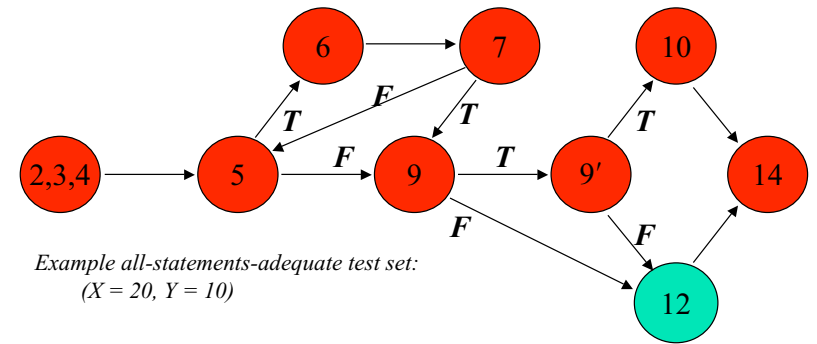 6
7
10
F
T
T
T
2,3,4
5
F
9
T
9′
14
F
F
Example all-statements-adequate test set:
(X = 20, Y = 10)
12